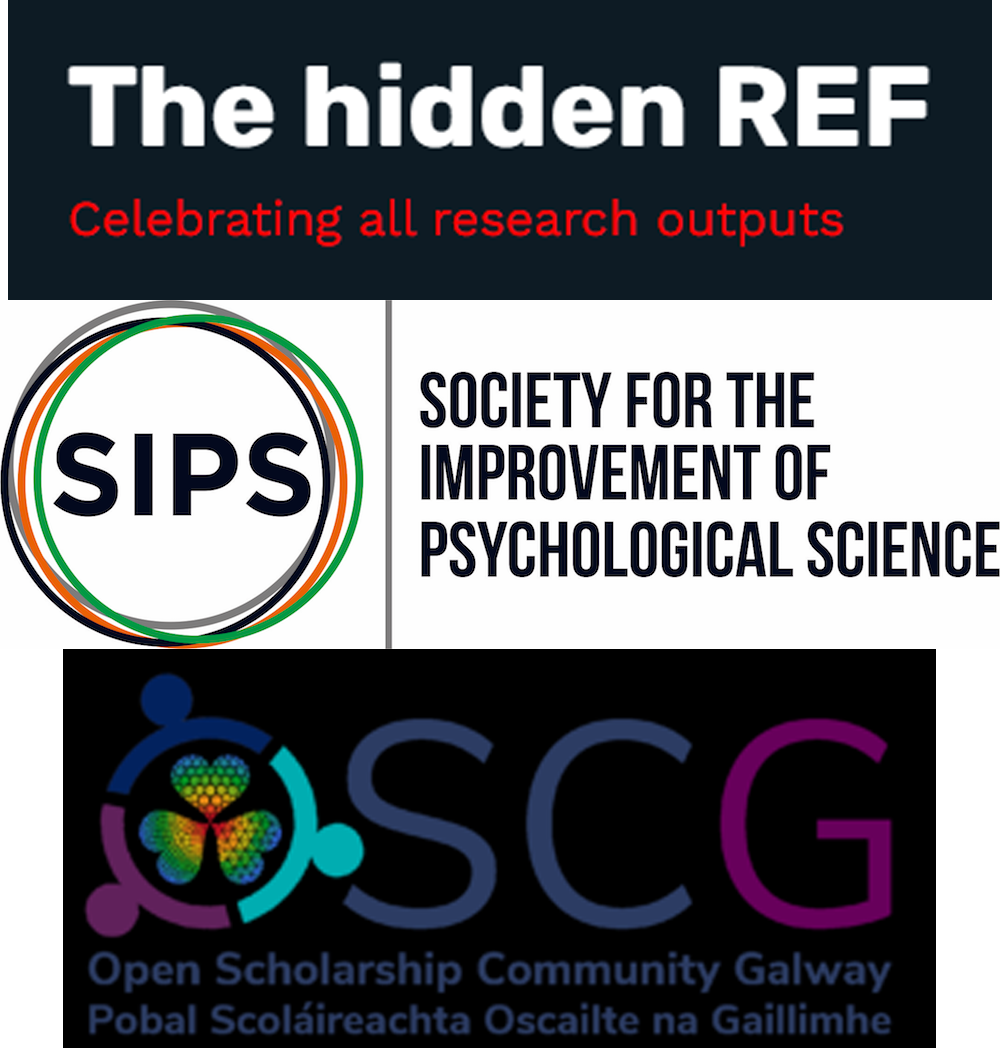 The hidden REF
Celebrating all research outputs
SIPS
SOCIETY FOR THE
IMPROVEMENT OF
PSYCHOLOGICAL SCIENCE
OSCG
Open Scholarship Community Galway
Pobal Scoláireachta Oscailte na Gaillimhe